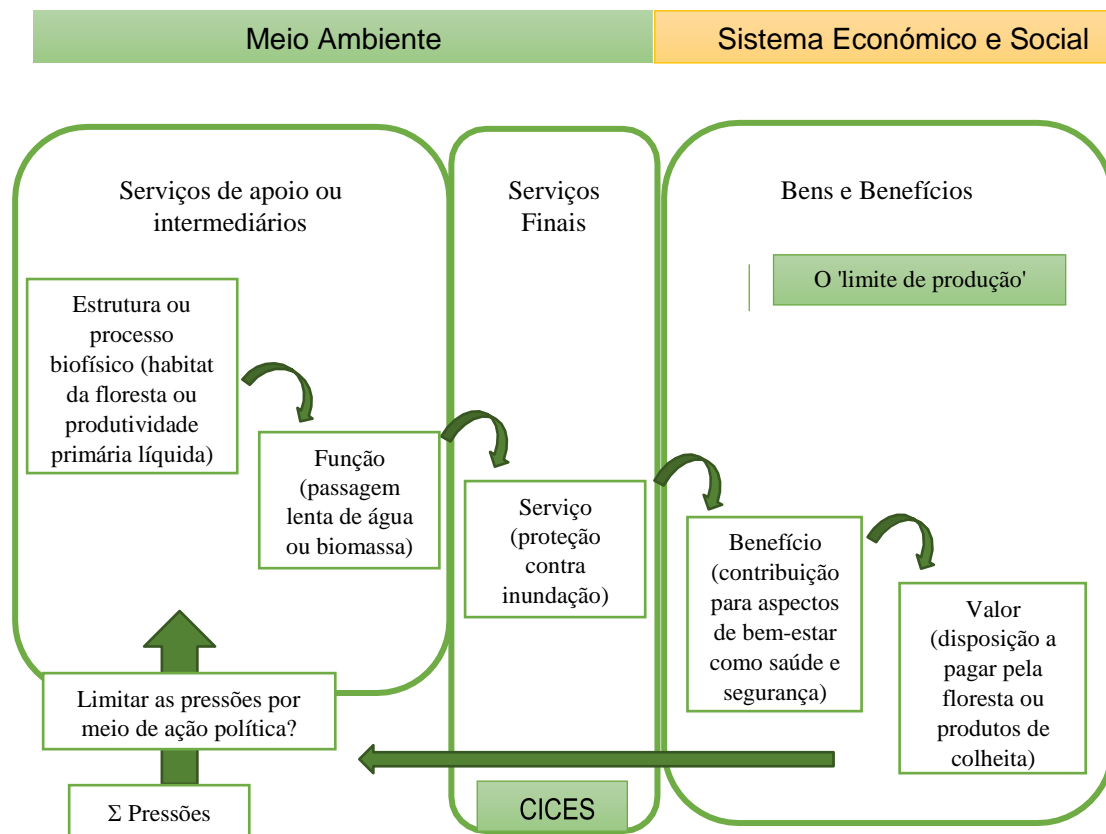 Meio Ambiente
Sistema Económico e Social
Serviços de apoio ou
intermediários
Serviços
Finais
Bens e Benefícios
O 'limite de produção'
Estrutura ou
processo
biofísico (habitat
da floresta ou
produtividade
primária líquida)
Função
(passagem
lenta de água
ou biomassa)
Serviço
(proteção
contra
inundação)
Benefício
(contribuição
para aspectos
de bem-estar
como saúde e
segurança)
Valor
(disposição a
pagar pela
floresta ou
produtos de
colheita)
Limitar as pressões por
meio de ação política?
Σ Pressões
CICES